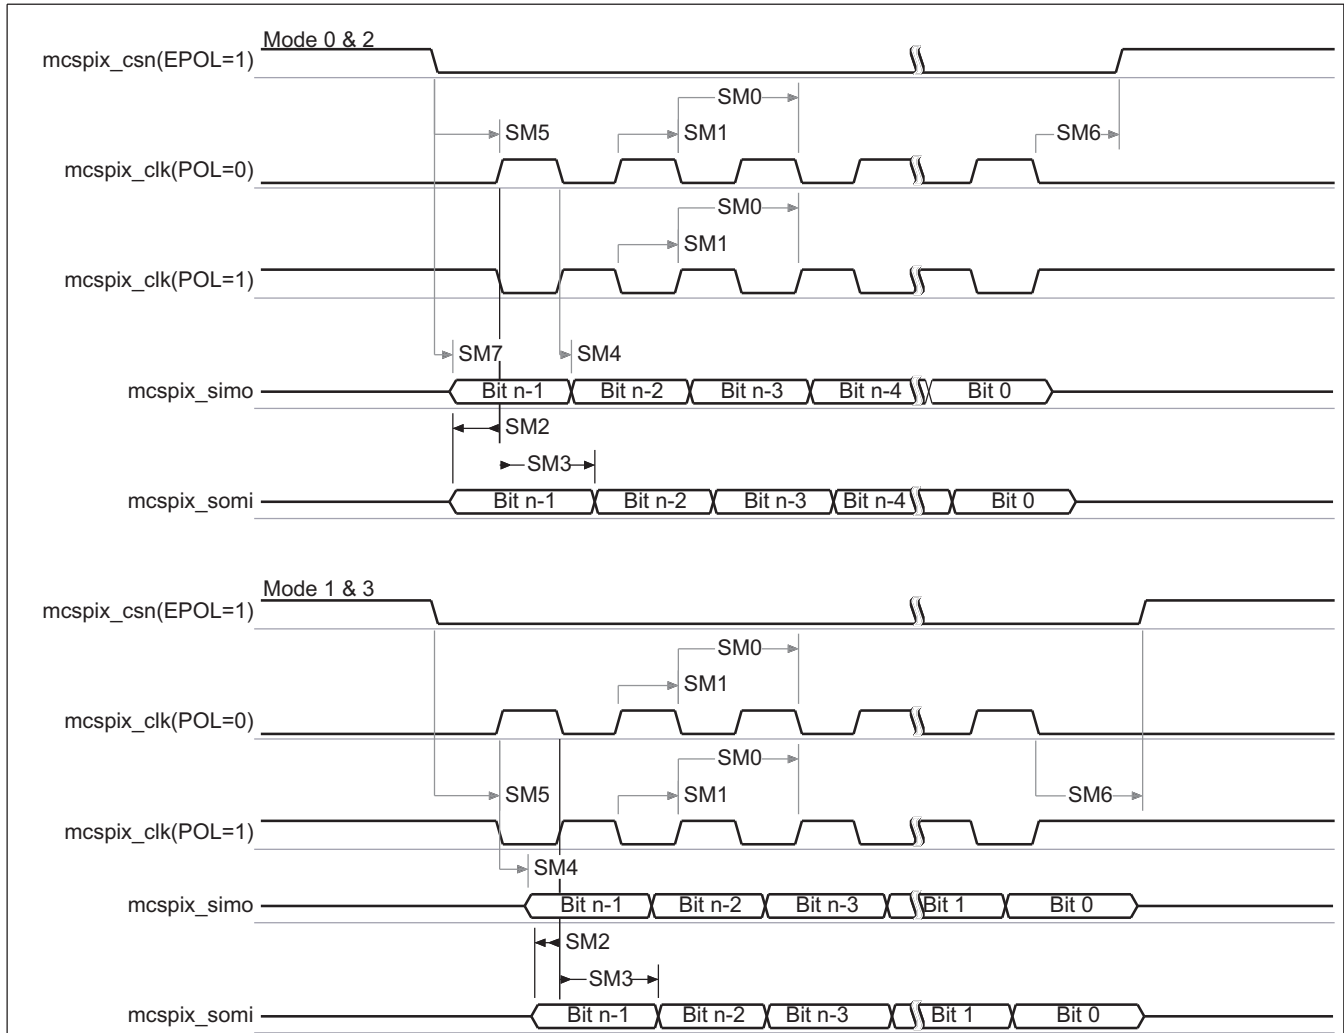 Mode 0 & 2
mcspix_csn(EPOL=1)
SM0
SM5
SM1
SM6
mcspix_clk(POL=0)
SM0
SM1
mcspix_clk(POL=1)
SM7
SM4
mcspix_simo
Bit n-1
Bit n-2
Bit n-3
Bit n-4
Bit 0
SM2
SM3
mcspix_somi
Bit n-1
Bit n-2
Bit n-3
Bit n-4
Bit 0
Mode 1 & 3
mcspix_csn(EPOL=1)
SM0
SM1
mcspix_clk(POL=0)
SM0
SM5
SM1
SM6
mcspix_clk(POL=1)
SM4
mcspix_simo
Bit n-1
Bit n-2
Bit n-3
Bit 1
Bit 0
SM2
SM3
mcspix_somi
Bit n-1
Bit n-2
Bit n-3
Bit 1
Bit 0